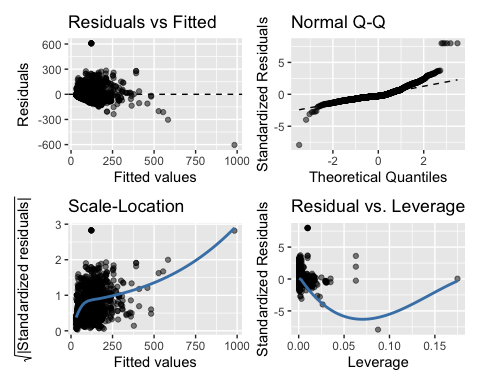 Residuals vs Fitted
Residuals
600
300
0
-300
-600
0 250 500 750 1000
Fitted values
Normal Q-Q
Standardized Residuals
5
0
-5
-2 0 2
Theoretical Quantiles
Scale-Location
√|Standardized residuals|
3
2
1
0
0 250 500 750 1000
Fitted values
Residual vs. Leverage
Standardized Residuals
5
0
-5
0.00 0.05 0.10 0.15
Leverage